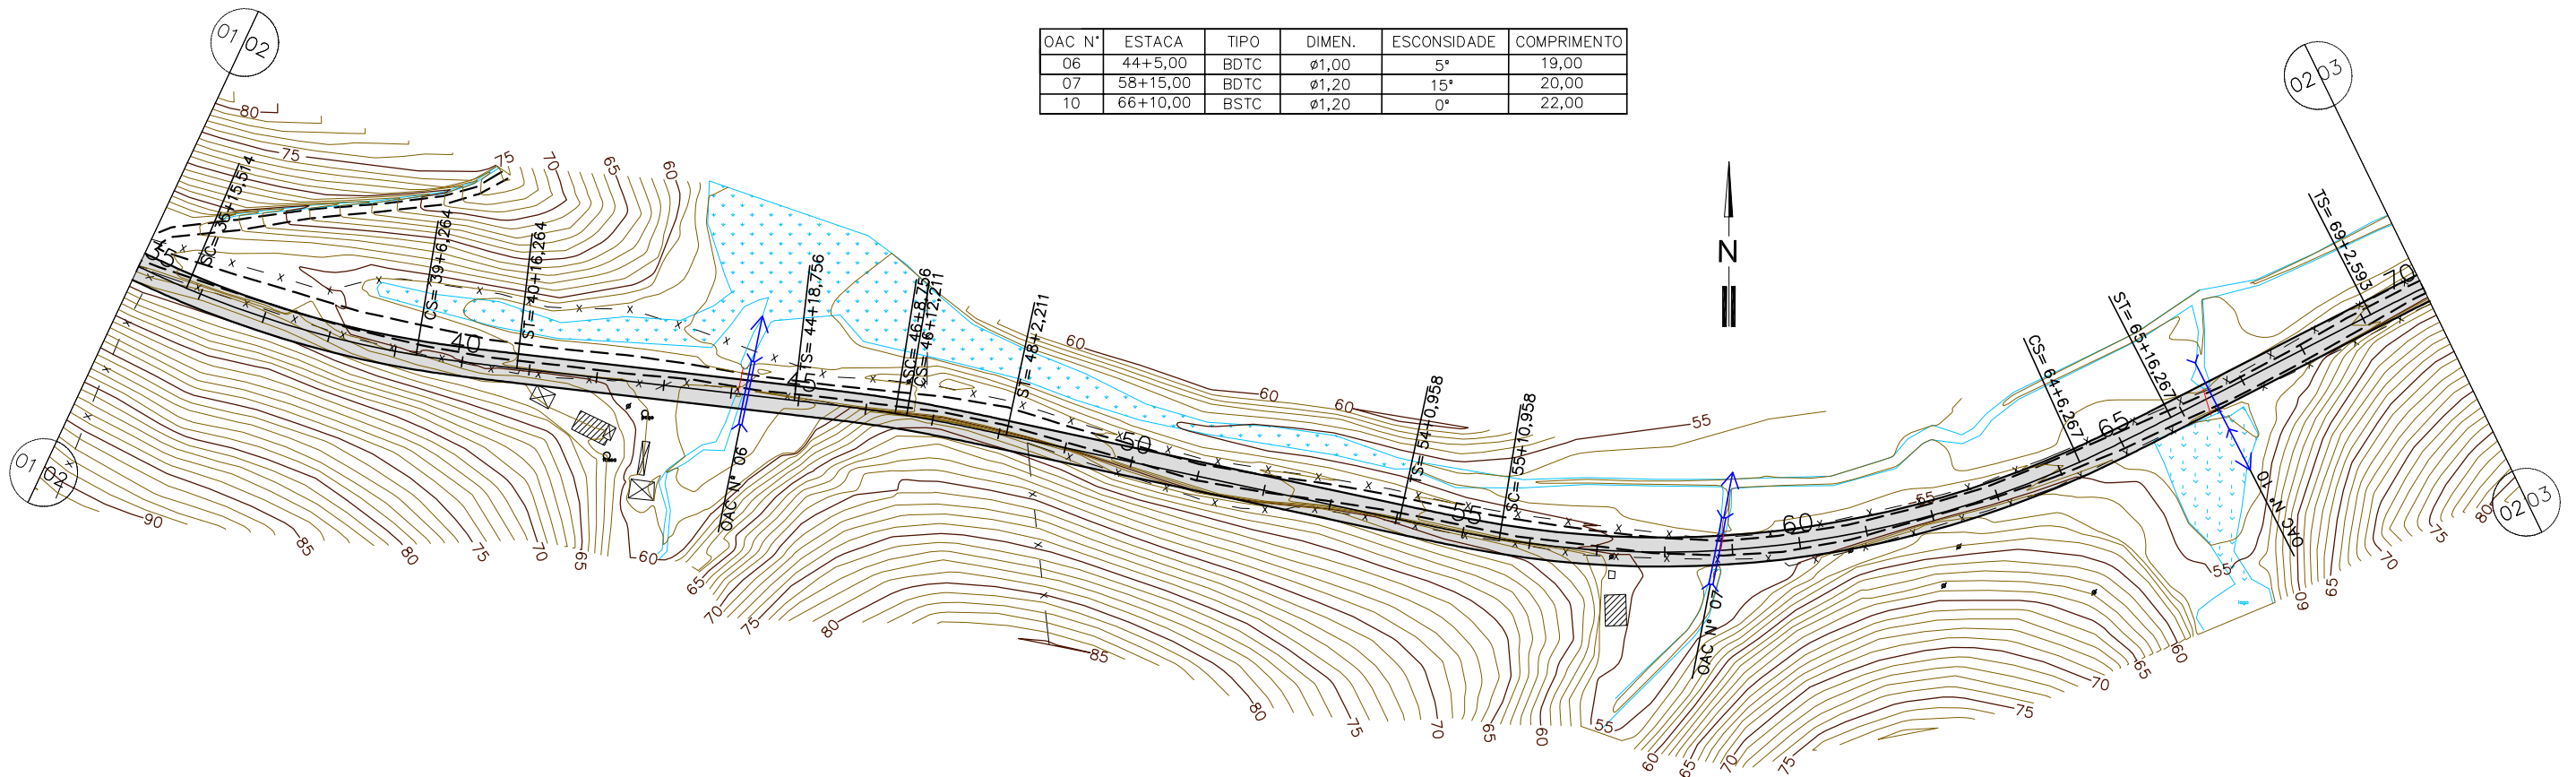 OAC N° ESTACA TIPO DIMEN. ESCONSIDADE COMPRIMENTO
06 44+5,00 BDTC ø1,00 5° 19,00
07 58+15,00 BDTC ø1,20 15° 20,00
10 66+10,00 BSTC ø1,20 0° 22,00
01 02
02 03
80
75
75
70
65
60
SC= 35+15,514
CS= 39+6,264
ST= 40+16,264
TS= 44+18,756
SC= 46+8,756
CS= 46+12,211
ST= 48+2,211
TS= 54+0,958
SC= 55+10,958
CS= 64+6,267
ST= 65+16,267
TS= 69+2,593
N
35
40
45
50
55
60
65
70
60
60
60
55
55
OAC N° 06
OAC N° 07
OAC N° 10
01 02
02 03
90
85
80
75
70
65
60
65
70
75
80
85
80
75
70
65
60
55
60
65
70
75
75
70
65
60
55
60
65
70
75
80
lago